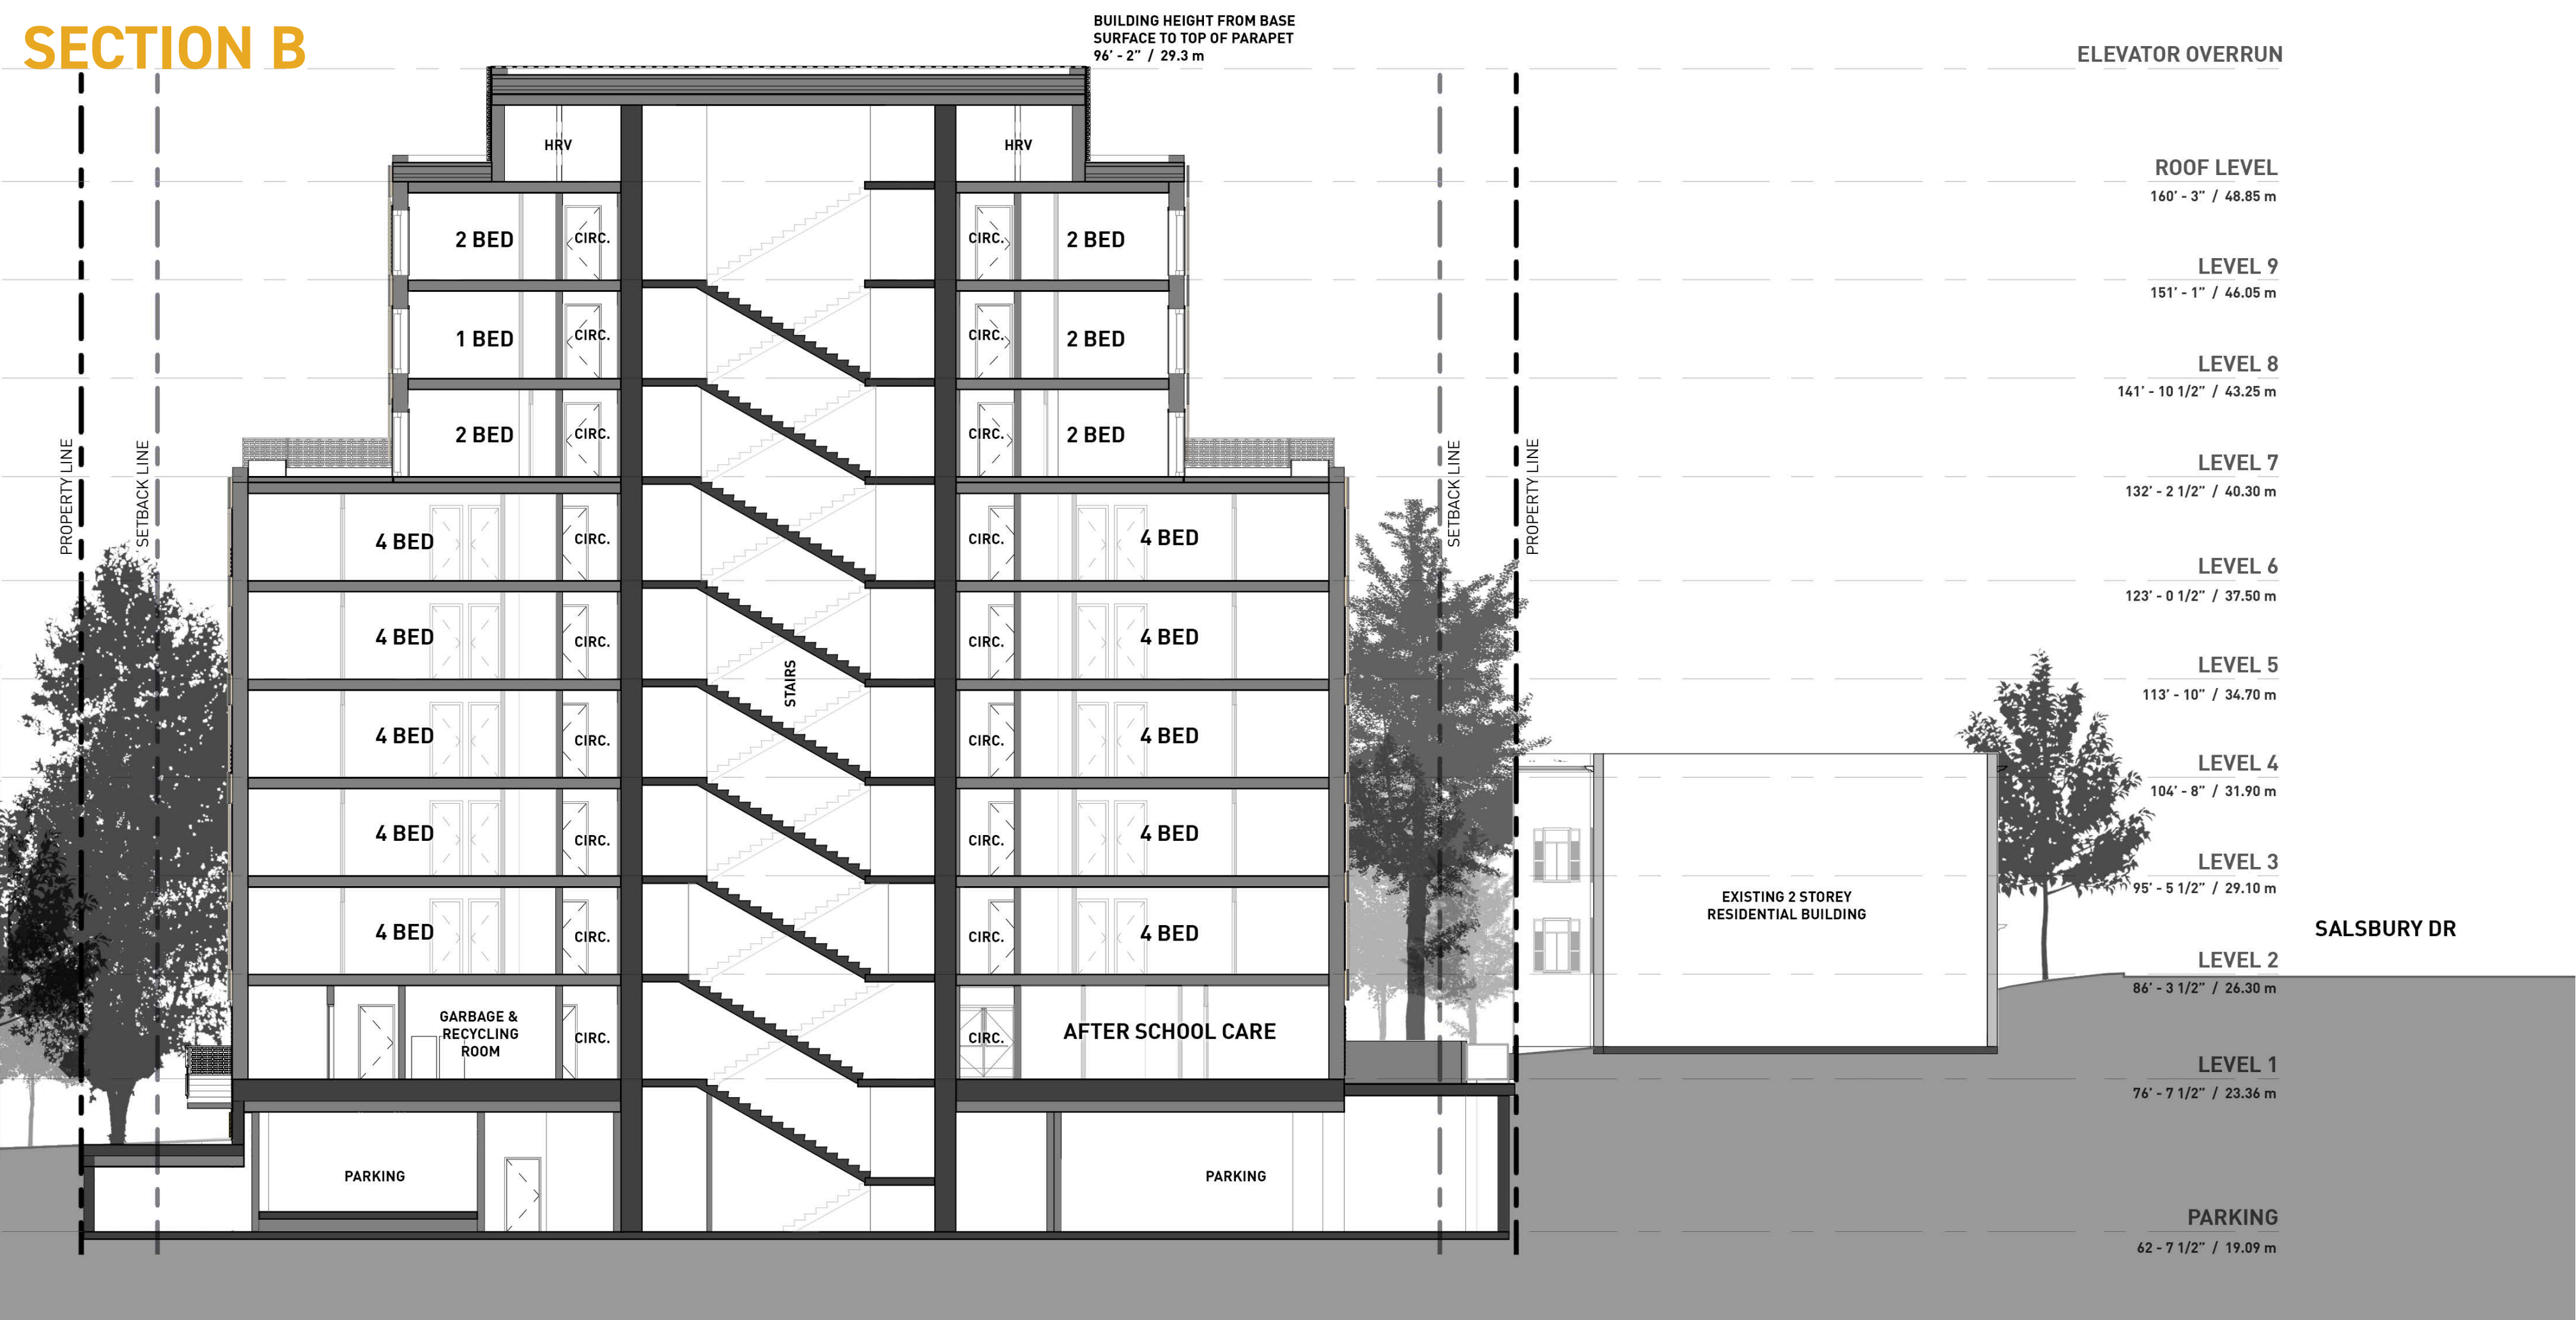 SECTION B
BUILDING HEIGHT FROM BASE
SURFACE TO TOP OF PARAPET
96' - 2" / 29.3 m
ELEVATOR OVERRUN
HRV
HRV
ROOF LEVEL
160' - 3" / 48.85 m
2 BED
CIRC.
CIRC.
2 BED
LEVEL 9
151' - 1" / 46.05 m
1 BED
CIRC.
CIRC.
2 BED
LEVEL 8
141' - 10 1/2" / 43.25 m
2 BED
CIRC.
CIRC.
2 BED
PROPERTY LINE
SETBACK LINE
SETBACK LINE
PROPERTY LINE
LEVEL 7
132' - 2 1/2" / 40.30 m
4 BED
CIRC.
CIRC.
4 BED
LEVEL 6
123' - 0 1/2" / 37.50 m
4 BED
CIRC.
CIRC.
4 BED
STAIRS
LEVEL 5
113' - 10" / 34.70 m
4 BED
CIRC.
CIRC.
4 BED
LEVEL 4
104' - 8" / 31.90 m
4 BED
CIRC.
CIRC.
4 BED
LEVEL 3
95' - 5 1/2" / 29.10 m
EXISTING 2 STOREY
RESIDENTIAL BUILDING
4 BED
CIRC.
CIRC.
4 BED
SALSBURY DR
LEVEL 2
86' - 3 1/2" / 26.30 m
GARBAGE &
RECYCLING
ROOM
CIRC.
CIRC.
AFTER SCHOOL CARE
LEVEL 1
76' - 7 1/2" / 23.36 m
PARKING
PARKING
PARKING
62 - 7 1/2" / 19.09 m